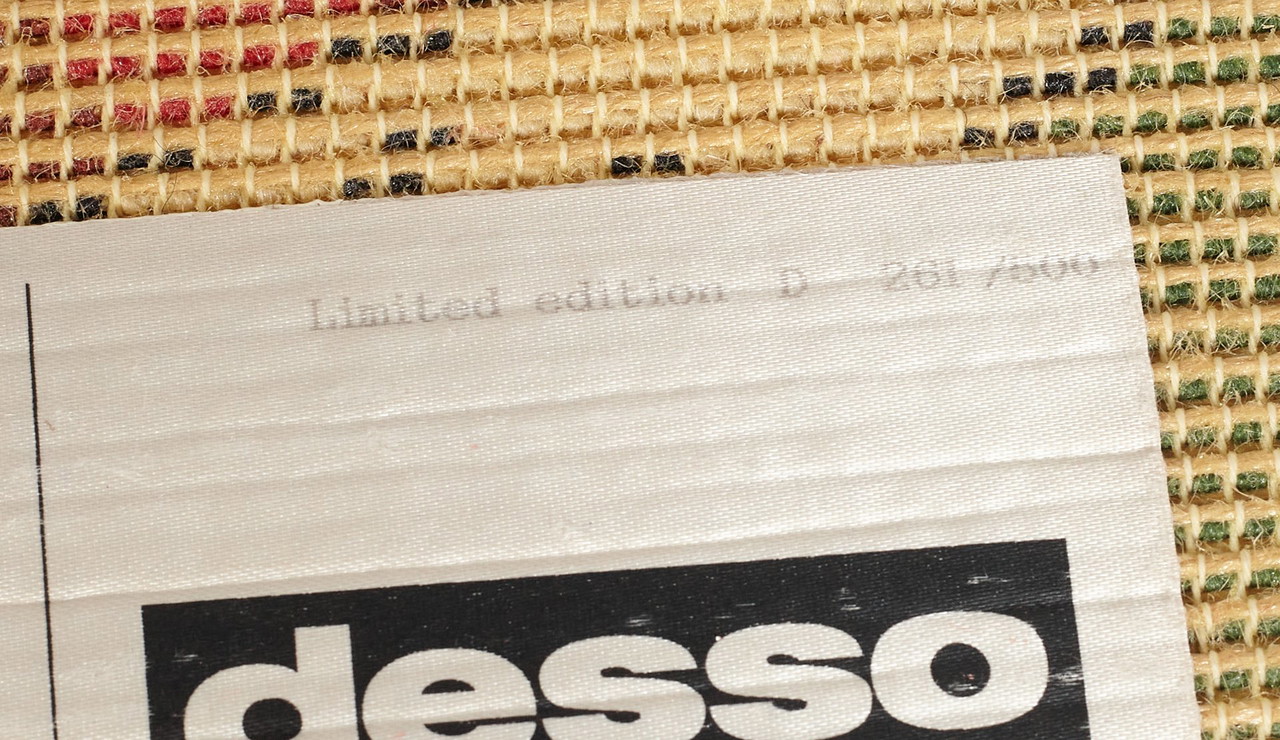 Limited edition D 261/500
desso